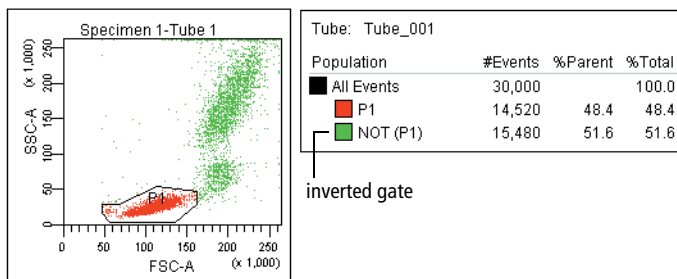 Specimen 1-Tube 1
SSC-A (x 1,000)
250
200
150
100
50
0
P1
0 50 100 150 200 250
FSC-A (x 1,000)
Tube: Tube_001
Population #Events %Parent %Total
All Events 30,000 100.0
P1 14,520 48.4 48.4
NOT (P1) 15,480 51.6 51.6
inverted gate